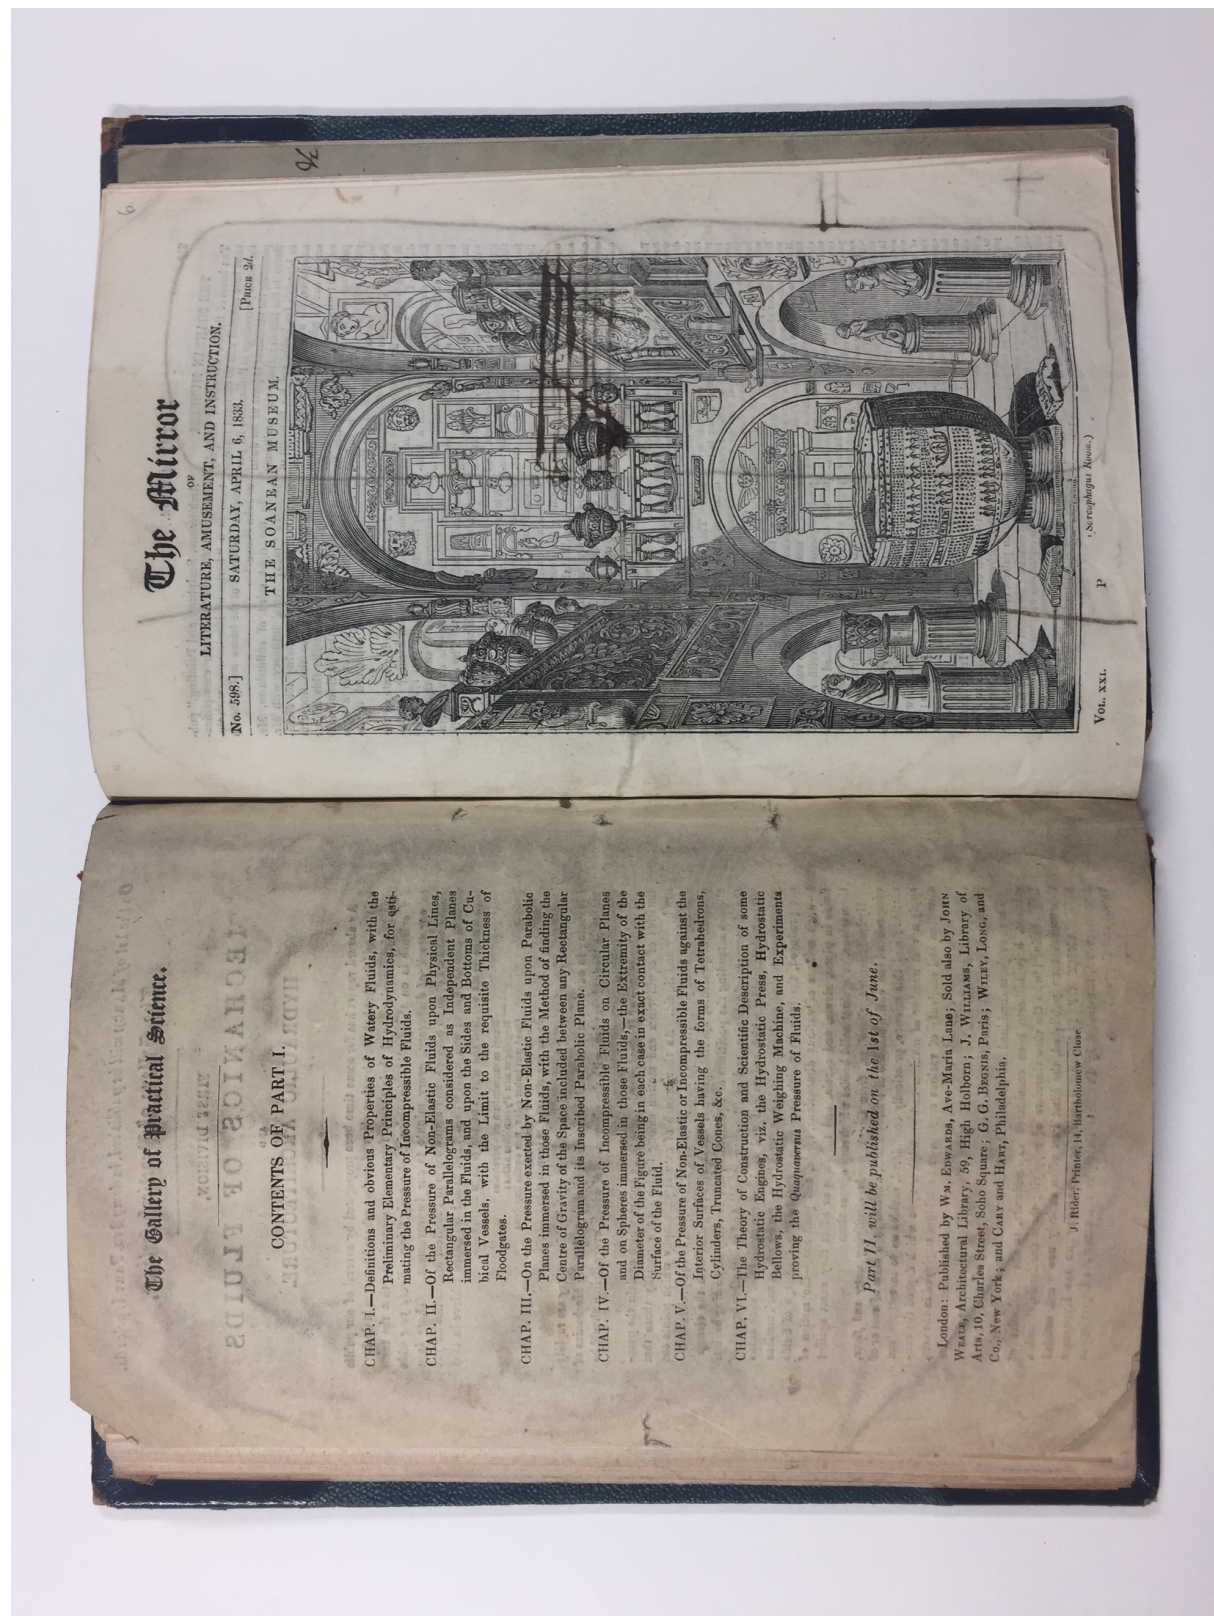 The Gallery of Practical Science.
CONTENTS OF PART I.
CHAP. I.—Definitions and obvious Properties of Watery Fluids, with the
Preliminary Elementary Principles of Hydrodynamics, for esti-
mating the Pressure of Incompressible Fluids.
CHAP. II.—Of the Pressure of Non-Elastic Fluids upon Physical Lines,
Rectangular Parallelograms considered as Independent Planes
immersed in the Fluids, and upon the Sides and Bottoms of Cu-
bical Vessels, with the Limit to the requisite Thickness of
Floodgates.
CHAP. III.—On the Pressure exerted by Non-Elastic Fluids upon Parabolic
Planes immersed in those Fluids, with the Method of finding the
Centre of Gravity of the Space included between any Rectangular
Parallelogram and its Inscribed Parabolic Plane.
CHAP. IV.—Of the Pressure of Incompressible Fluids on Circular Planes
and on Spheres immersed in those Fluids,—the Extremity of the
Diameter of the Figure being in each case in exact contact with the
Surface of the Fluid.
CHAP. V.—Of the Pressure of Non-Elastic or Incompressible Fluids against the
Interior Surfaces of Vessels having the forms of Tetrahedrons,
Cylinders, Truncated Cones, &c.
CHAP. VI.—The Theory of Construction and Scientific Description of some
Hydrostatic Engines, viz. the Hydrostatic Press, Hydrostatic
Bellows, the Hydrostatic Weighing Machine, and Experiments
proving the Quaquaversus Pressure of Fluids.
Part II. will be published on the 1st of June.
London: Published by WM. EDWARDS, Ave-Maria Lane; Sold also by JOHN
WEALE, Architectural Library, 59, High Holborn; J. WILLIAMS, Library of
Arts, 10, Charles Street, Soho Square; G. G. BEGNIS, Paris; WILEY, LONG, and
Co., New York; and CARY and HART, Philadelphia.
J. Rider, Printer, 14, Bartholomew Close.
36
6.
The Mirror
OF
LITERATURE, AMUSEMENT, AND INSTRUCTION.
No. 598.] SATURDAY, APRIL 6, 1833. [PRICE 2d.
THE SOANEAN MUSEUM.
(Sarcophagus Room.)
VOL. XXI. P